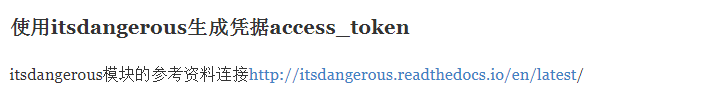 使用itsdangerous生成凭据access_token
itsdangerous模块的参考资料连接http://itsdangerous.readthedocs.io/en/latest/